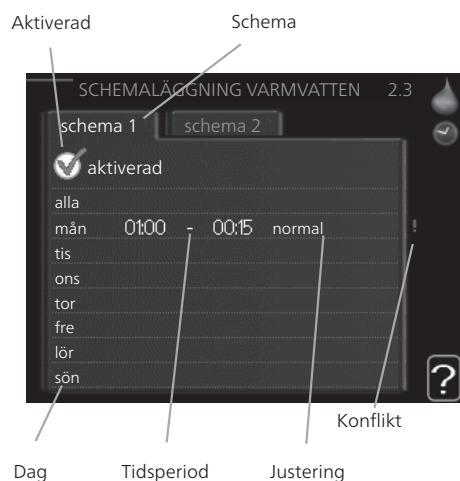 Aktiverad Schema
SCHEMALÄGGNING VARMVATTEN 2.3
schema 1 schema 2
aktiverad
alla
mån 01:00 - 00:15 normal !
tis
ons
tor
fre
lör
sön
?
Konflikt
Dag Tidsperiod Justering